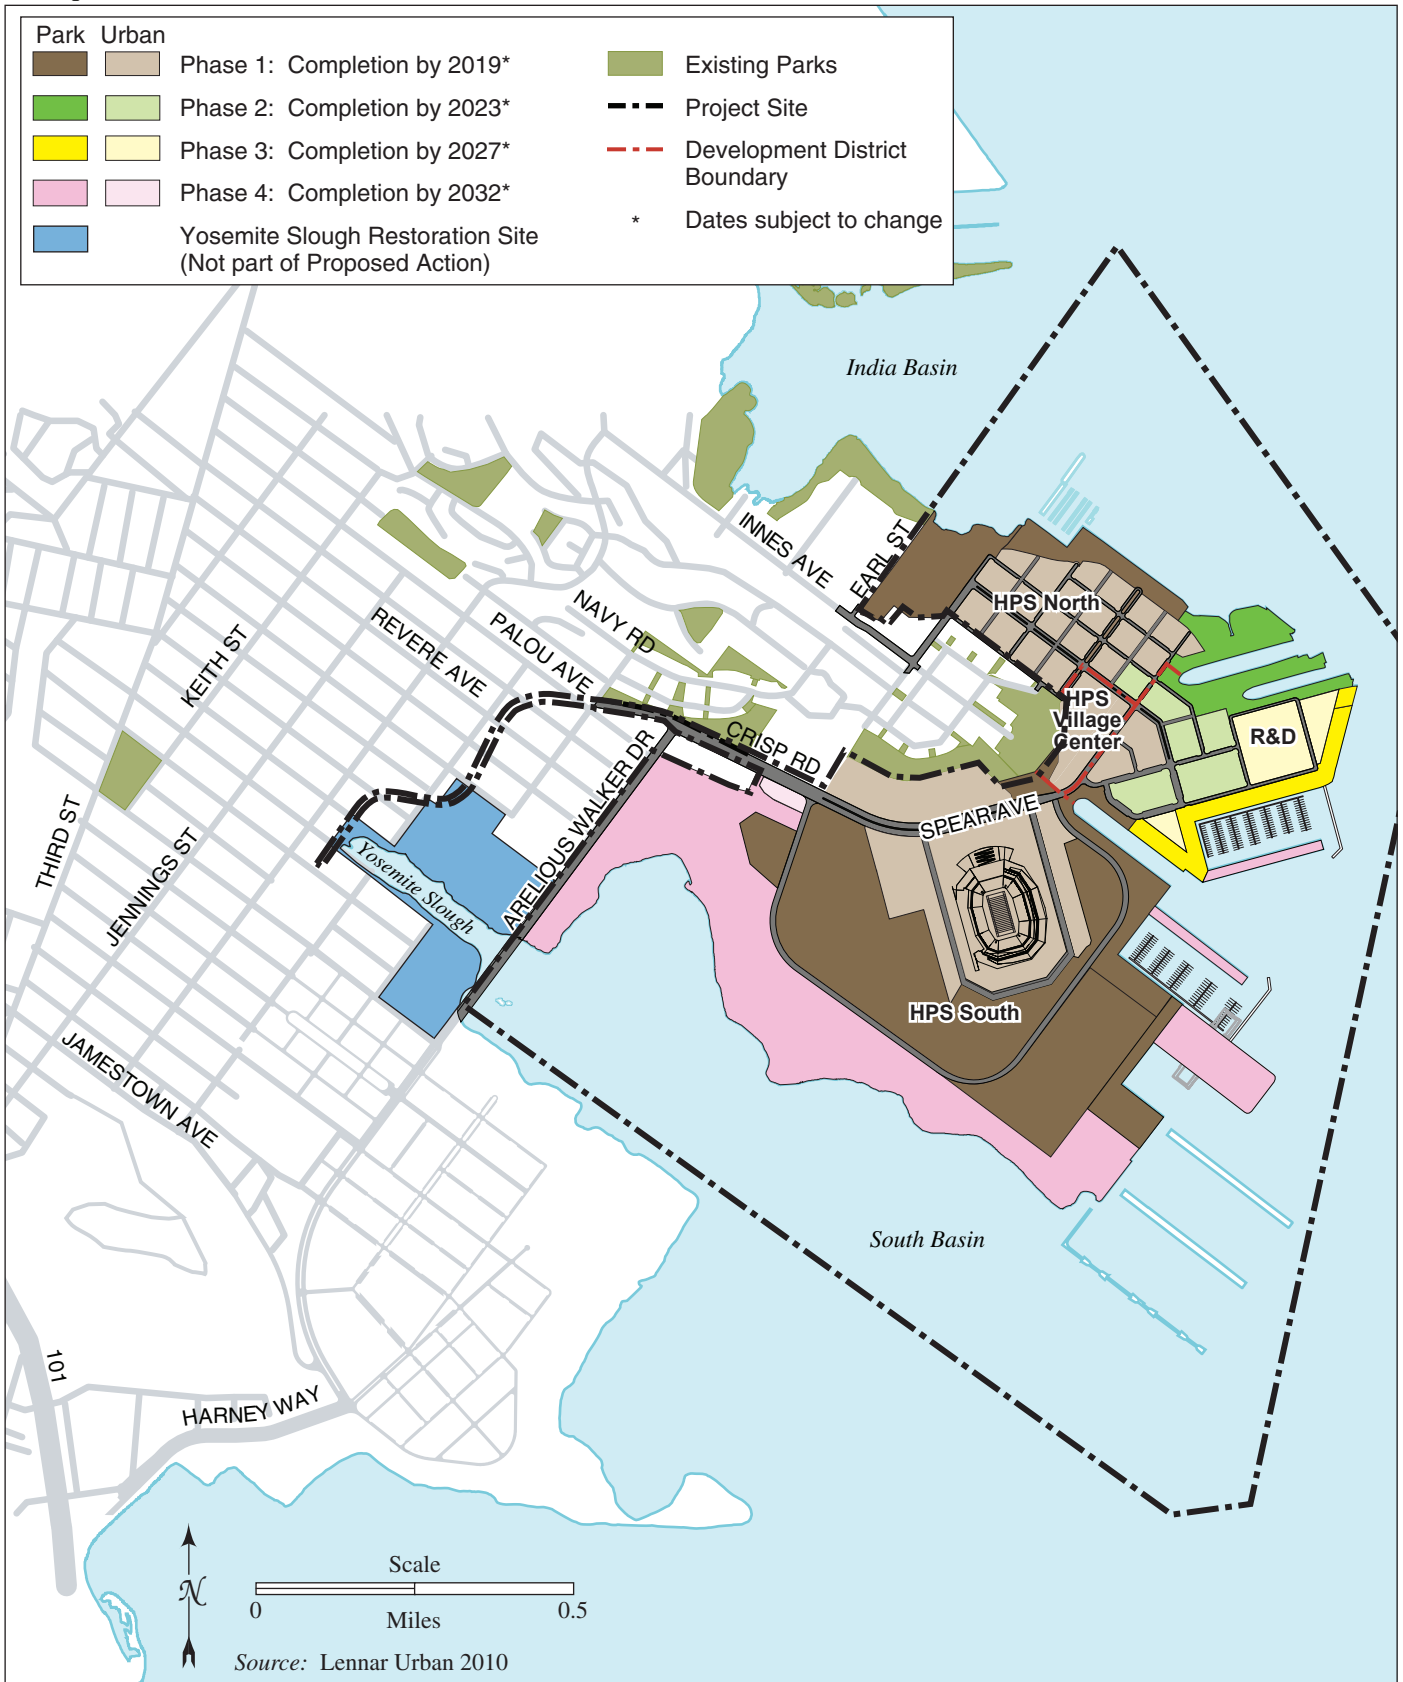 Park Urban
Phase 1: Completion by 2019*
Phase 2: Completion by 2023*
Phase 3: Completion by 2027*
Phase 4: Completion by 2032*
Yosemite Slough Restoration Site
(Not part of Proposed Action)
Existing Parks
Project Site
Development District
Boundary
* Dates subject to change
India Basin
INNES AVE
EARL ST
HPS North
NAVY RD
PALOU AVE
REVERE AVE
KEITH ST
HPS
Village
Center
R&D
CRISP RD
ARELIOUS WALKER DR
SPEAR AVE
THIRD ST
JENNINGS ST
Yosemite Slough
HPS South
JAMESTOWN AVE
South Basin
101
HARNEY WAY
N
Scale
0 0.5
Miles
Source: Lennar Urban 2010